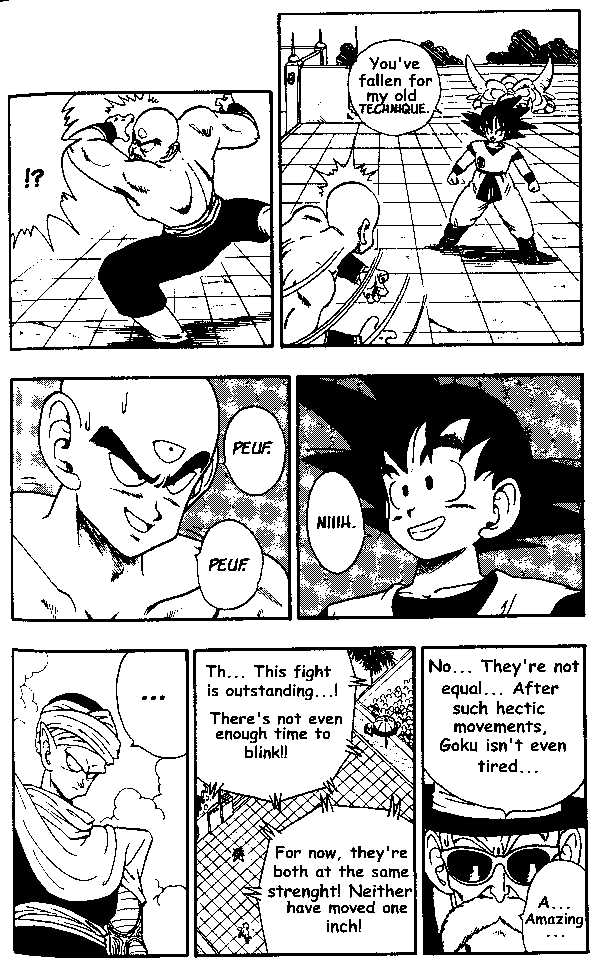 !?
You've
fallen for
my old
TECHNIQUE.
PEUF.
PEUF.
NIIIH..
...
Th... This fight
is outstanding...!
There's not even
enough time to
blink!!
For now, they're
both at the same
strenght! Neither
have moved one
inch!
No... They're not
equal... After
such hectic
movements,
Goku isn't even
tired...
A...
Amazing
...